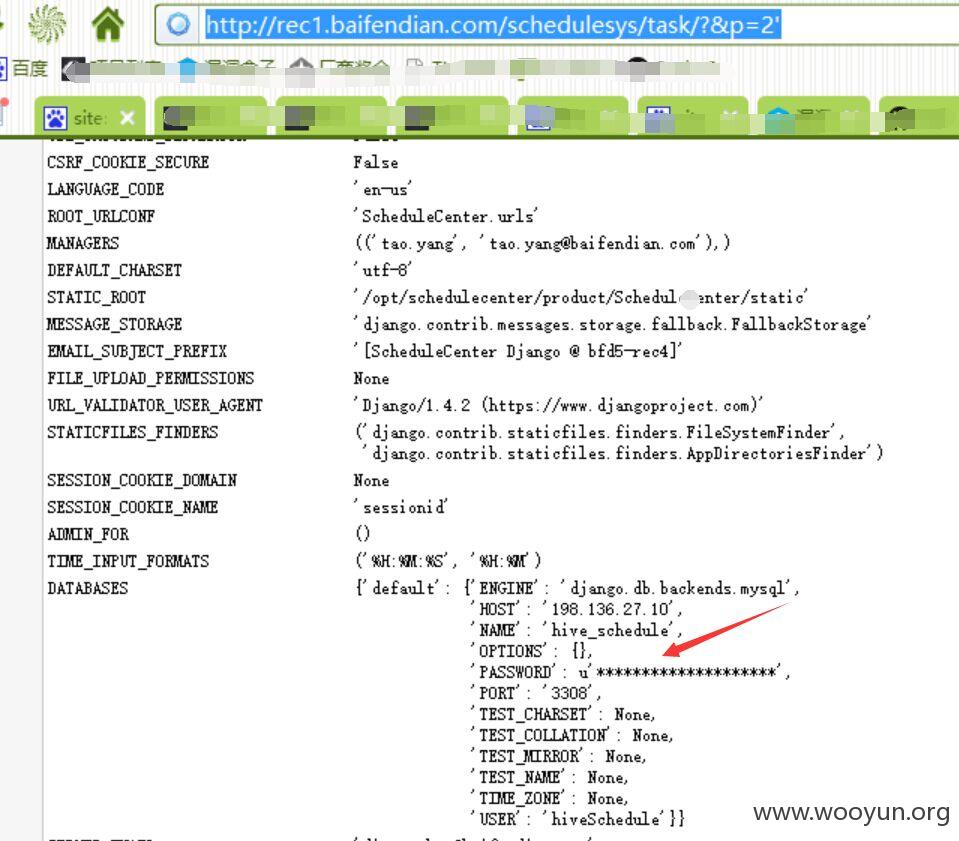 http://rec1.baifendian.com/schedulesys/task/?&p=2'
百度
site:
CSRF_COOKIE_SECURE False
LANGUAGE_CODE 'en-us'
ROOT_URLCONF 'ScheduleCenter.urls'
MANAGERS (('tao.yang', 'tao.yang@baifendian.com'),)
DEFAULT_CHARSET 'utf-8'
STATIC_ROOT '/opt/schedulecenter/product/Schedul enter/static'
MESSAGE_STORAGE 'django.contrib.messages.storage.fallback.FallbackStorage'
EMAIL_SUBJECT_PREFIX '[ScheduleCenter Django @ bfd5-rec4]'
FILE_UPLOAD_PERMISSIONS None
URL_VALIDATOR_USER_AGENT 'Django/1.4.2 (https://www.djangoproject.com)'
STATICFILES_FINDERS ('django.contrib.staticfiles.finders.FileSystemFinder',
'django.contrib.staticfiles.finders.AppDirectoriesFinder')
SESSION_COOKIE_DOMAIN None
SESSION_COOKIE_NAME 'sessionid'
ADMIN_FOR ()
TIME_INPUT_FORMATS ('%H:%M:%S', '%H:%M')
DATABASES {'default': {'ENGINE': 'django.db.backends.mysql',
'HOST': '198.136.27.10',
'NAME': 'hive_schedule',
'OPTIONS': {},
'PASSWORD': u'********************',
'PORT': '3308',
'TEST_CHARSET': None,
'TEST_COLLATION': None,
'TEST_MIRROR': None,
'TEST_NAME': None,
'TIME_ZONE': None,
'USER': 'hiveSchedule'}}
www.wooyun.org